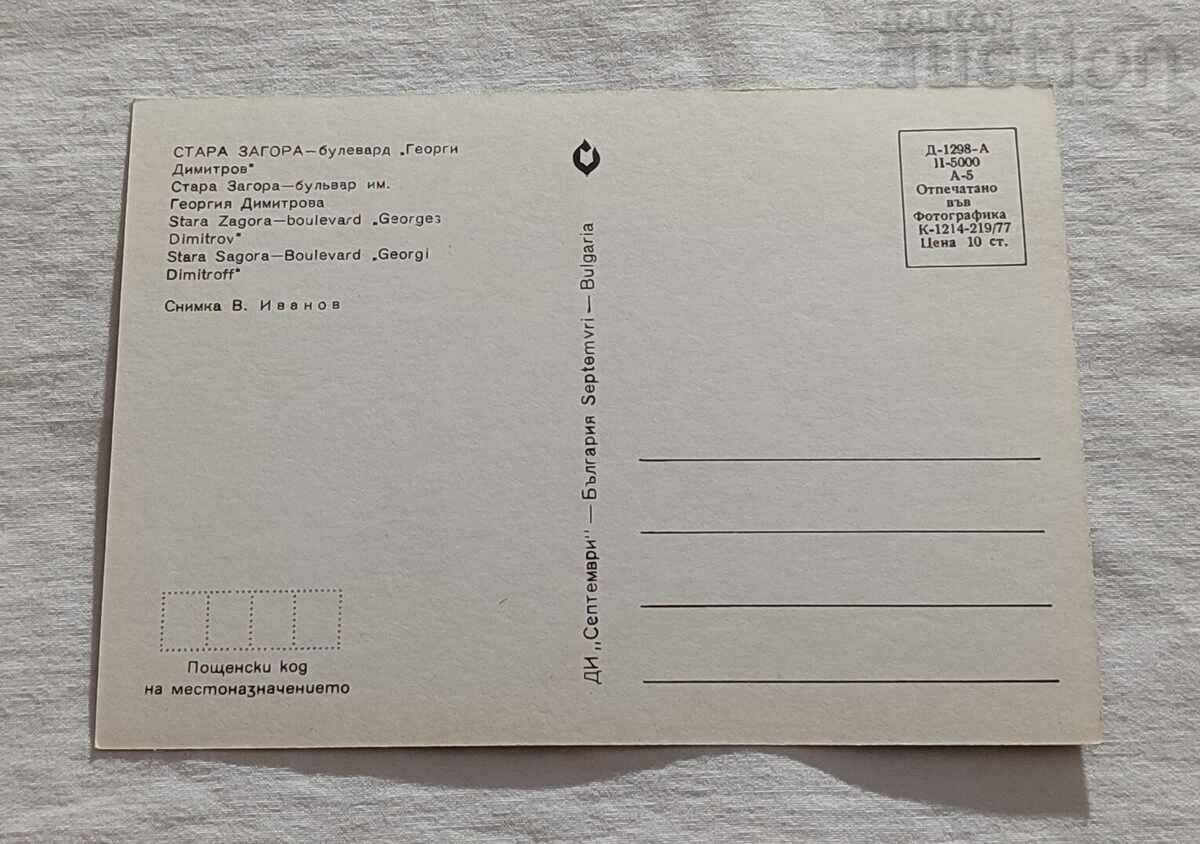 БАЛКАН
auction
СТАРА ЗАГОРА—булевард „Георги
Димитров"
Стара Загора—бульвар им.
Георгия Димитрова
Stara Zagora—boulevard „Georges
Dimitrov"
Stara Sagora—Boulevard „Georgi
Dimitroff"
Снимка В. Иванов
Пощенски код
на местоназначението
ДИ „Септември" — България Septemvri — Bulgaria
Д-1298-А
II-5000
А-5
Отпечатано
във
Фотографика
К-1214-219/77
Цена 10 ст.